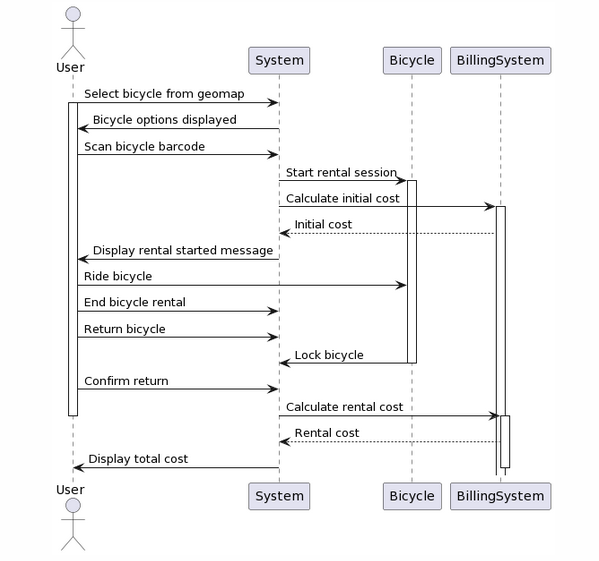 User
System
Bicycle
BillingSystem
Select bicycle from geomap
Bicycle options displayed
Scan bicycle barcode
Start rental session
Calculate initial cost
Initial cost
Display rental started message
Ride bicycle
End bicycle rental
Return bicycle
Lock bicycle
Confirm return
Calculate rental cost
Rental cost
Display total cost
User
System
Bicycle
BillingSystem